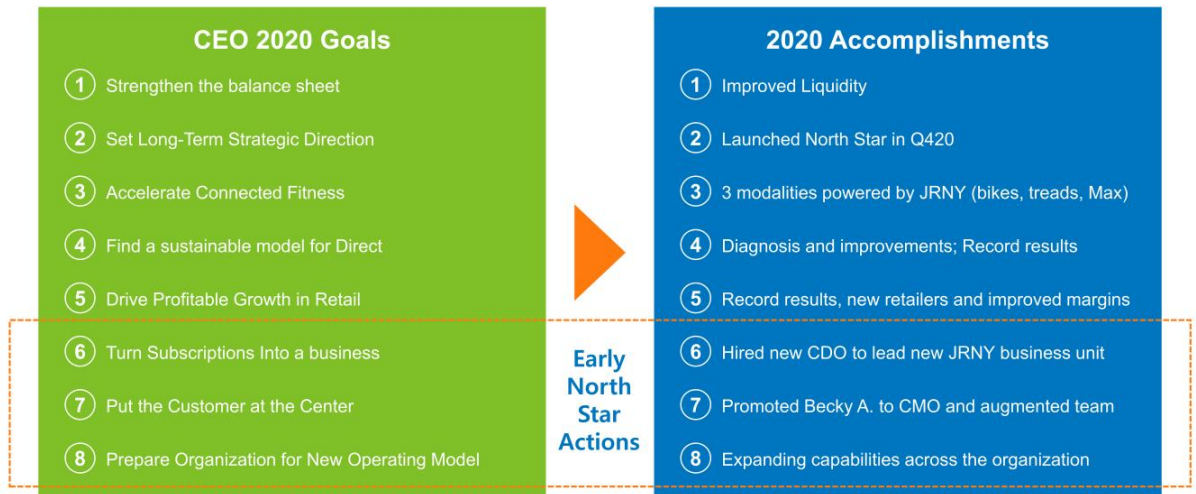 CEO 2020 Goals
1 Strengthen the balance sheet
2 Set Long-Term Strategic Direction
3 Accelerate Connected Fitness
4 Find a sustainable model for Direct
5 Drive Profitable Growth in Retail
6 Turn Subscriptions Into a business
7 Put the Customer at the Center
8 Prepare Organization for New Operating Model
Early
North
Star
Actions
2020 Accomplishments
1 Improved Liquidity
2 Launched North Star in Q420
3 3 modalities powered by JRNY (bikes, treads, Max)
4 Diagnosis and improvements; Record results
5 Record results, new retailers and improved margins
6 Hired new CDO to lead new JRNY business unit
7 Promoted Becky A. to CMO and augmented team
8 Expanding capabilities across the organization